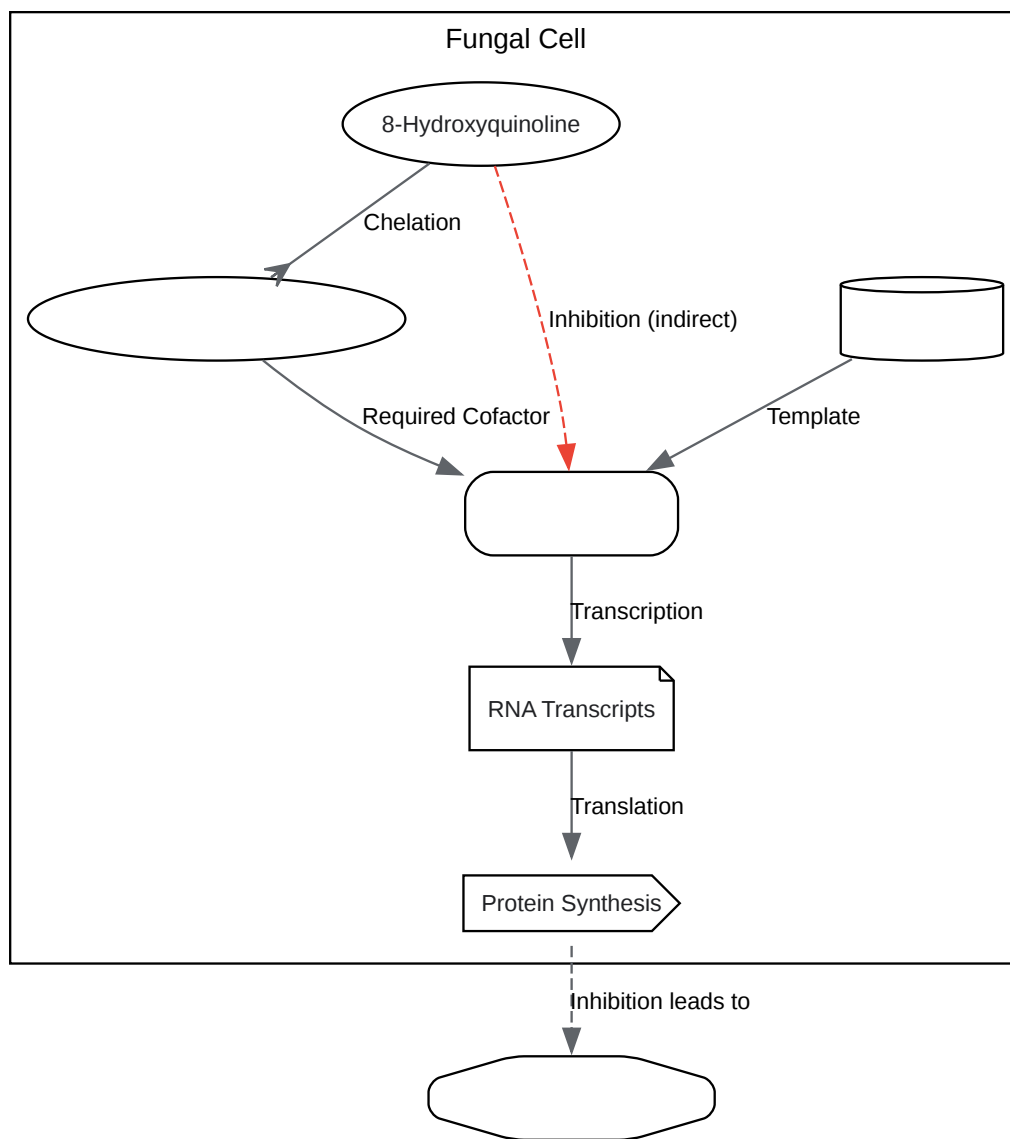 Fungal Cell
8-Hydroxyquinoline
Chelation
Inhibition (indirect)
Required Cofactor
Template
Transcription
RNA Transcripts
Translation
Protein Synthesis
Inhibition leads to